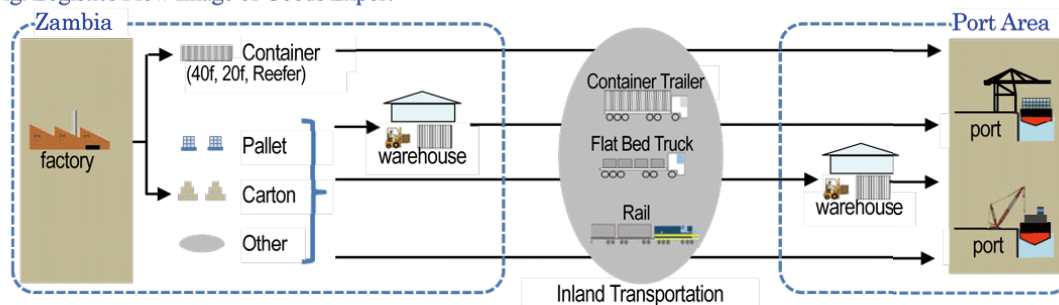 Zambia
Port Area
Container
(40f, 20f, Reefer)
Container Trailer
Pallet
warehouse
Flat Bed Truck
port
factory
Carton
warehouse
Rail
Other
port
Inland Transportation